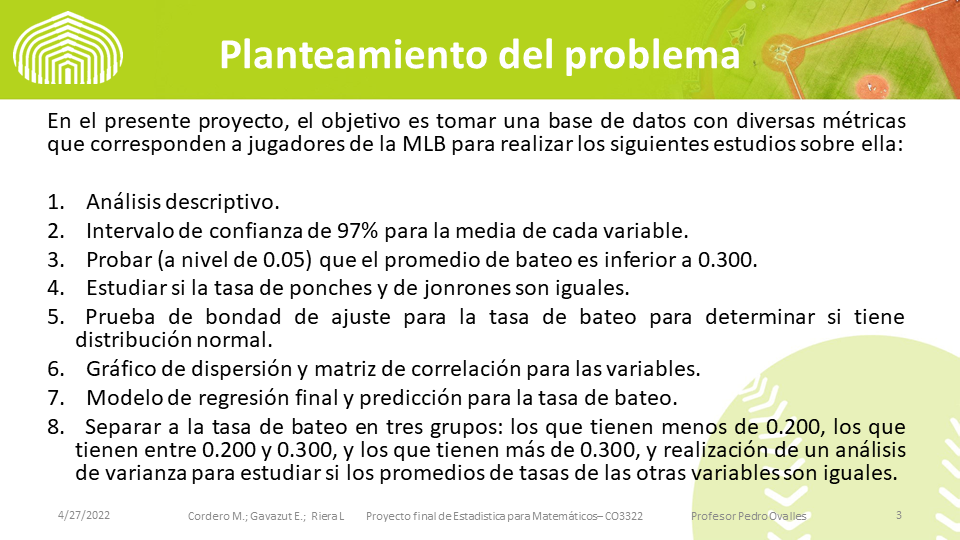 Planteamiento del problema
En el presente proyecto, el objetivo es tomar una base de datos con diversas métricas
que corresponden a jugadores de la MLB para realizar los siguientes estudios sobre ella:
1. Análisis descriptivo.
2. Intervalo de confianza de 97% para la media de cada variable.
3. Probar (a nivel de 0.05) que el promedio de bateo es inferior a 0.300.
4. Estudiar si la tasa de ponches y de jonrones son iguales.
5. Prueba de bondad de ajuste para la tasa de bateo para determinar si tiene
distribución normal.
6. Gráfico de dispersión y matriz de correlación para las variables.
7. Modelo de regresión final y predicción para la tasa de bateo.
8. Separar a la tasa de bateo en tres grupos: los que tienen menos de 0.200, los que
tienen entre 0.200 y 0.300, y los que tienen más de 0.300, y realización de un análisis
de varianza para estudiar si los promedios de tasas de las otras variables son iguales.
4/27/2022 Cordero M.; Gavazut E.; Riera L Proyecto final de Estadistica para Matemáticos– CO3322 Profesor Pedro Ovalles 3